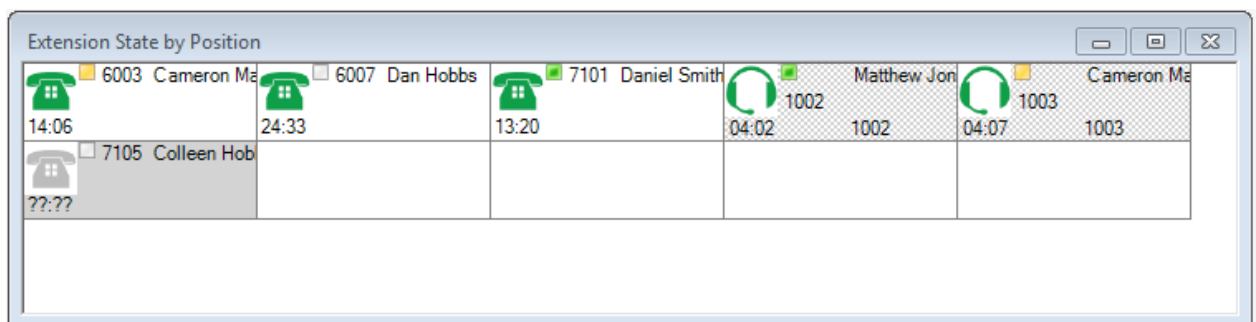 Extension State by Position
6003 Cameron Ma
14:06
6007 Dan Hobbs
24:33
7101 Daniel Smith
13:20
Matthew Jon
1002
04:02 1002
Cameron Ma
1003
04:07 1003
7105 Colleen Hob
??:??